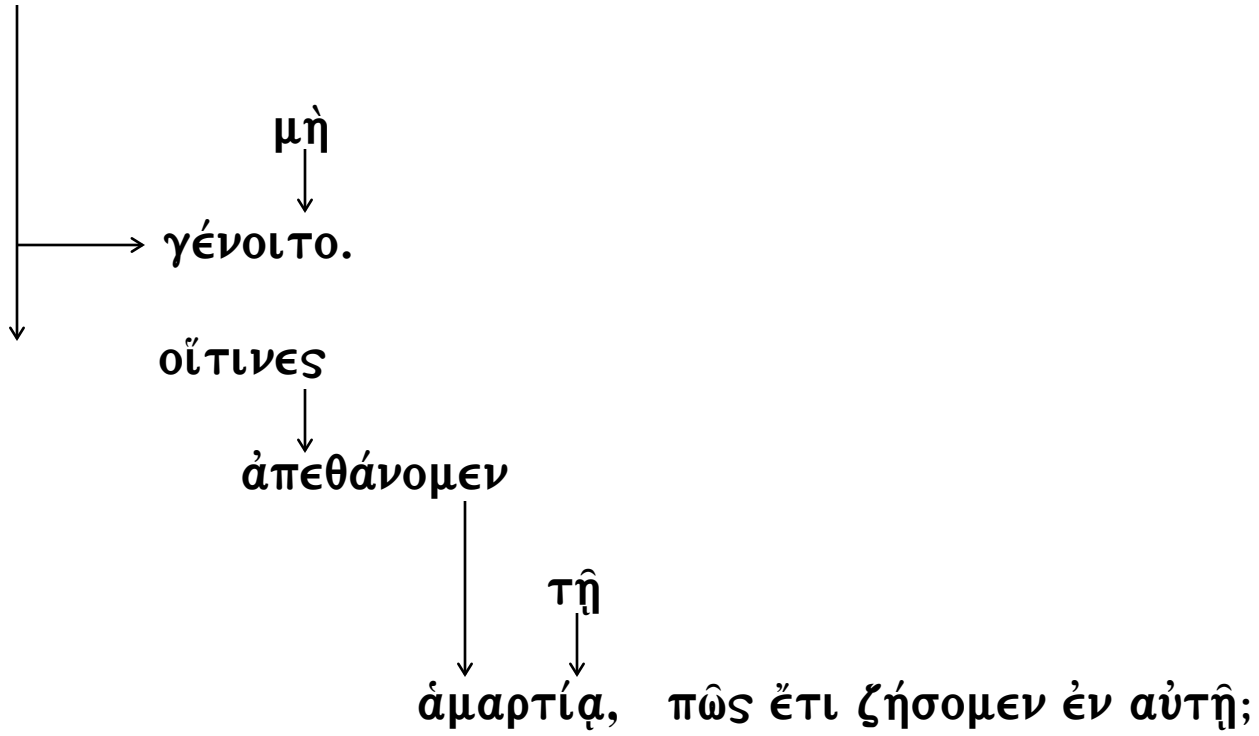 μὴ
γένοιτο.
οἵτινες
ἀπεθάνομεν
τῇ
ἁμαρτίᾳ, πῶς ἔτι ζήσομεν ἐν αὐτῇ;